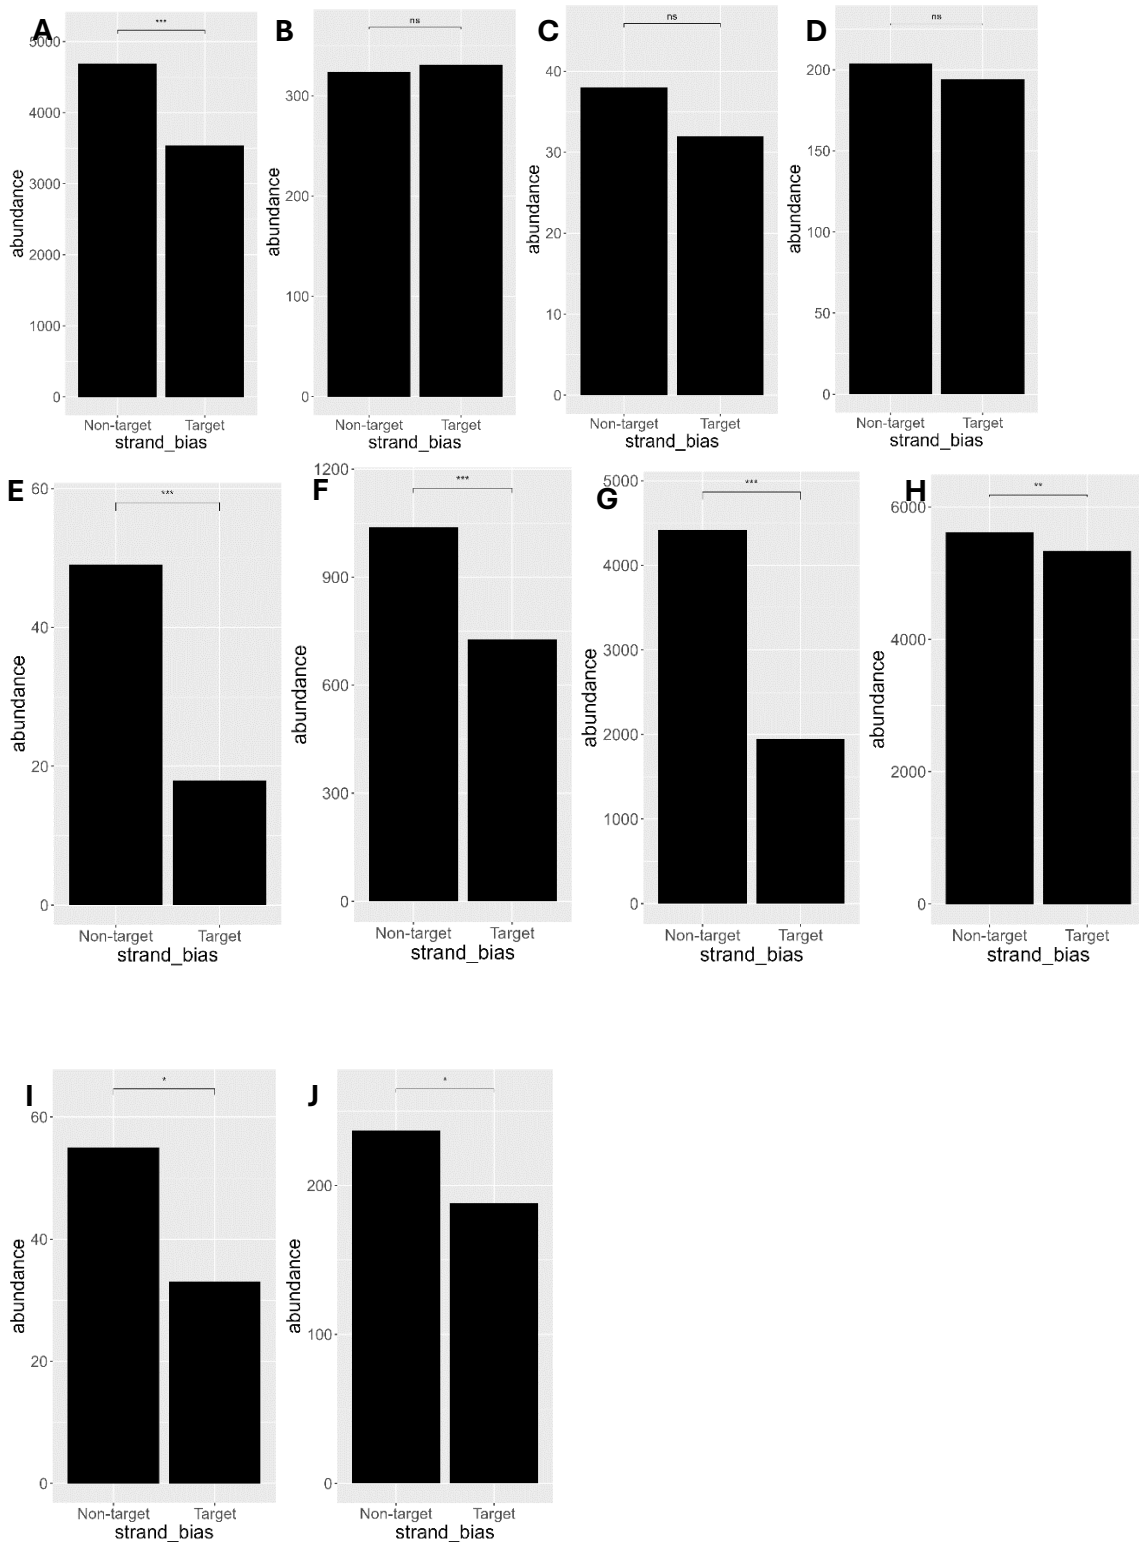 A
***
5000
4000
3000
2000
1000
0
abundance
Non-target Target
strand_bias
B
ns
300
200
100
0
abundance
Non-target Target
strand_bias
C
ns
40
30
20
10
0
abundance
Non-target Target
strand_bias
D
ns
200
150
100
50
0
abundance
Non-target Target
strand_bias
E
***
60
40
20
0
abundance
Non-target Target
strand_bias
F
***
1200
900
600
300
0
abundance
Non-target Target
strand_bias
G
***
5000
4000
3000
2000
1000
0
abundance
Non-target Target
strand_bias
H
**
6000
4000
2000
0
abundance
Non-target Target
strand_bias
I
*
60
40
20
0
abundance
Non-target Target
strand_bias
J
*
200
100
0
abundance
Non-target Target
strand_bias